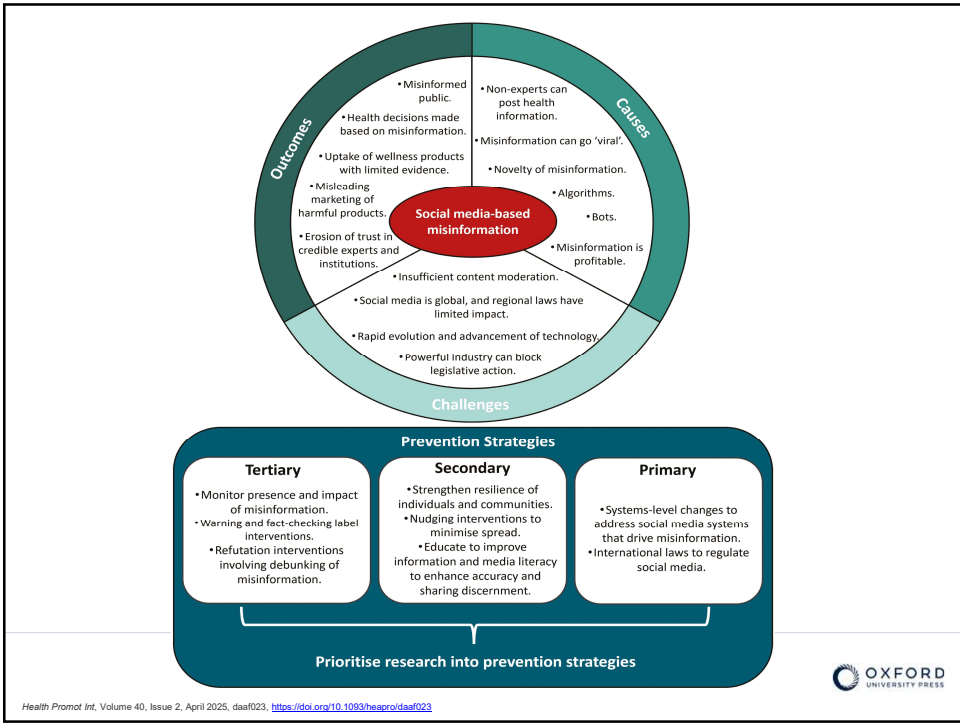 Outcomes
• Misinformed
public.
• Health decisions made
based on misinformation.
• Uptake of wellness products
with limited evidence.
• Misleading
marketing of
harmful products.
• Erosion of trust in
credible experts and
institutions.
Causes
• Non-experts can
post health
information.
• Misinformation can go ‘viral’.
• Novelty of misinformation.
• Algorithms.
• Bots.
• Misinformation is
profitable.
Social media-based
misinformation
• Insufficient content moderation.
• Social media is global, and regional laws have
limited impact.
• Rapid evolution and advancement of technology.
• Powerful industry can block
legislative action.
Challenges
Prevention Strategies
Tertiary
• Monitor presence and impact
of misinformation.
• Warning and fact-checking label
interventions.
• Refutation interventions
involving debunking of
misinformation.
Secondary
• Strengthen resilience of
individuals and communities.
• Nudging interventions to
minimise spread.
• Educate to improve
information and media literacy
to enhance accuracy and
sharing discernment.
Primary
• Systems-level changes to
address social media systems
that drive misinformation.
• International laws to regulate
social media.
Prioritise research into prevention strategies
OXFORD
UNIVERSITY PRESS
Health Promot Int, Volume 40, Issue 2, April 2025, daaf023, https://doi.org/10.1093/heapro/daaf023